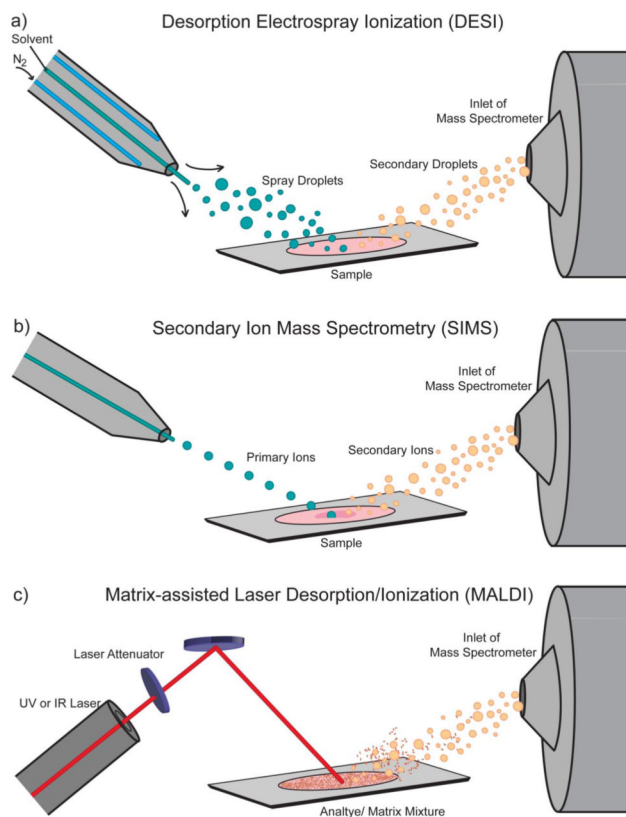 a)
Desorption Electrospray Ionization (DESI)
Solvent
N2
Inlet of
Mass Spectrometer
Secondary Droplets
Spray Droplets
Sample
b)
Secondary Ion Mass Spectrometry (SIMS)
Inlet of
Mass Spectrometer
Primary Ions
Secondary Ions
Sample
c)
Matrix-assisted Laser Desorption/Ionization (MALDI)
Inlet of
Mass Spectrometer
Laser Attenuator
UV or IR Laser
Analtye/ Matrix Mixture